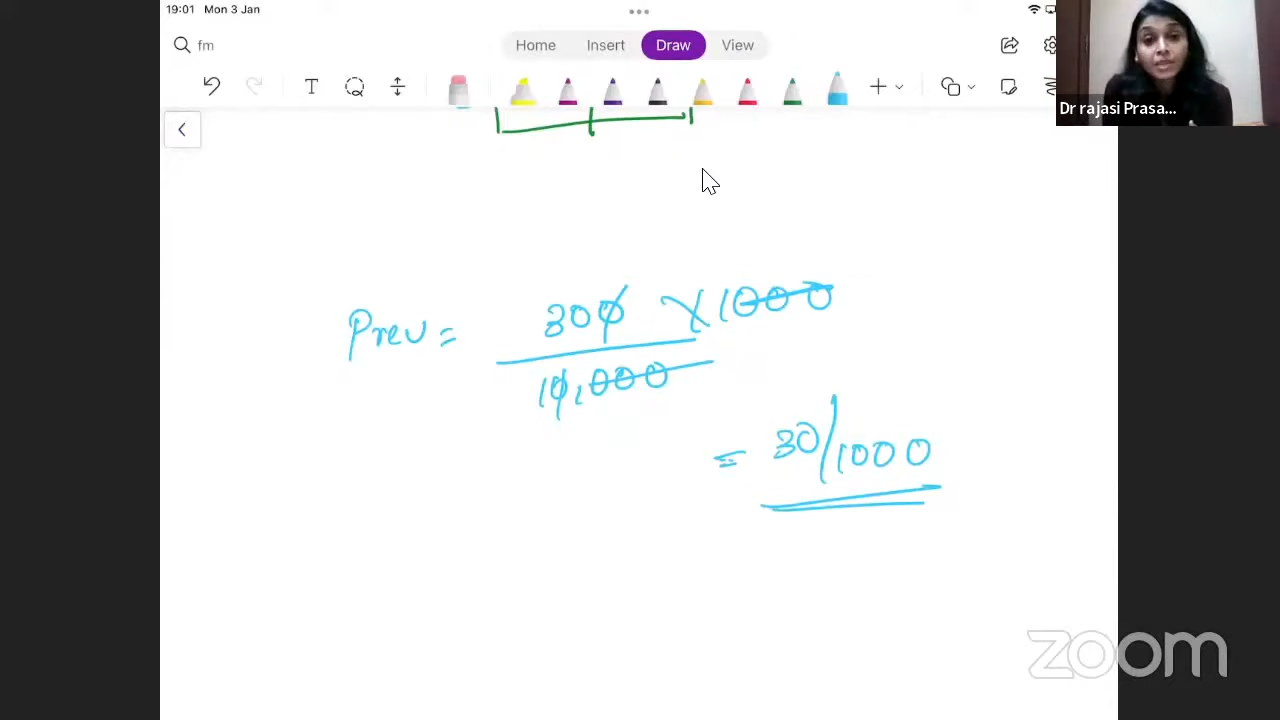 19:01 Mon 3 Jan
fm
Home Insert Draw View
Dr rajasi Prasa...
Prev = 300 X 1000
10,000
= 30/1000
zoom